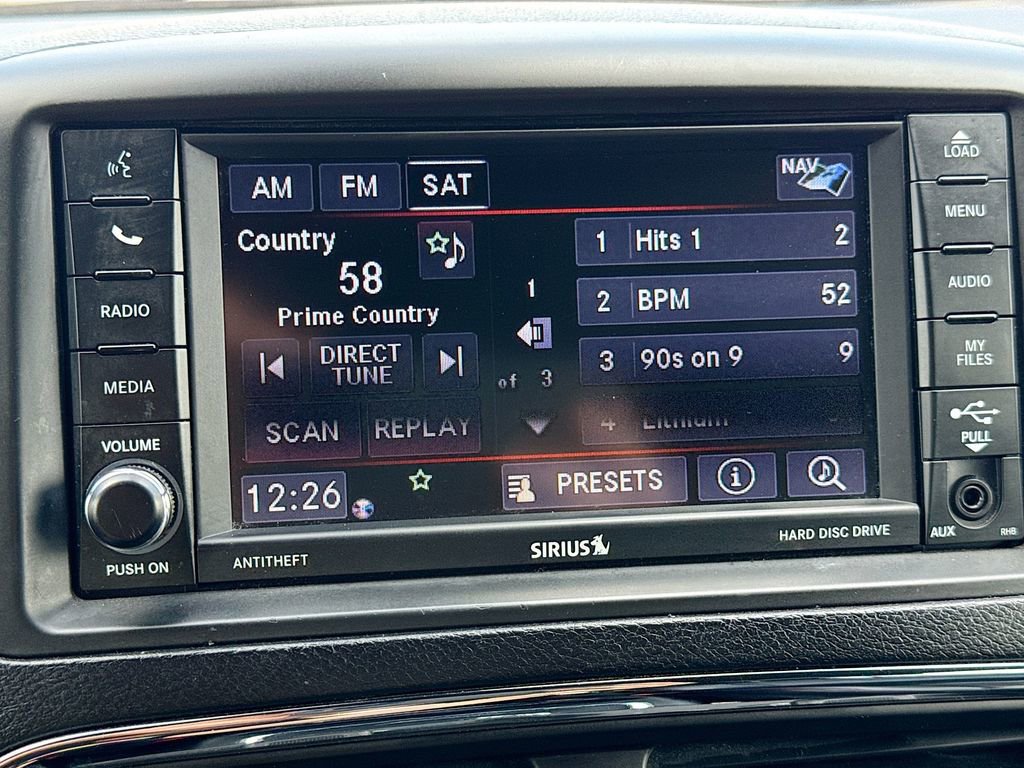 LOAD
MENU
AUDIO
MY
FILES
PULL
AUX
RHB
RADIO
MEDIA
VOLUME
PUSH ON
AM FM SAT NAV
Country
58
Prime Country
DIRECT
TUNE
SCAN REPLAY
1
of 3
1 Hits 1 2
2 BPM 52
3 90s on 9 9
4 Lithium
12:26 PRESETS
ANTITHEFT SIRIUS HARD DISC DRIVE